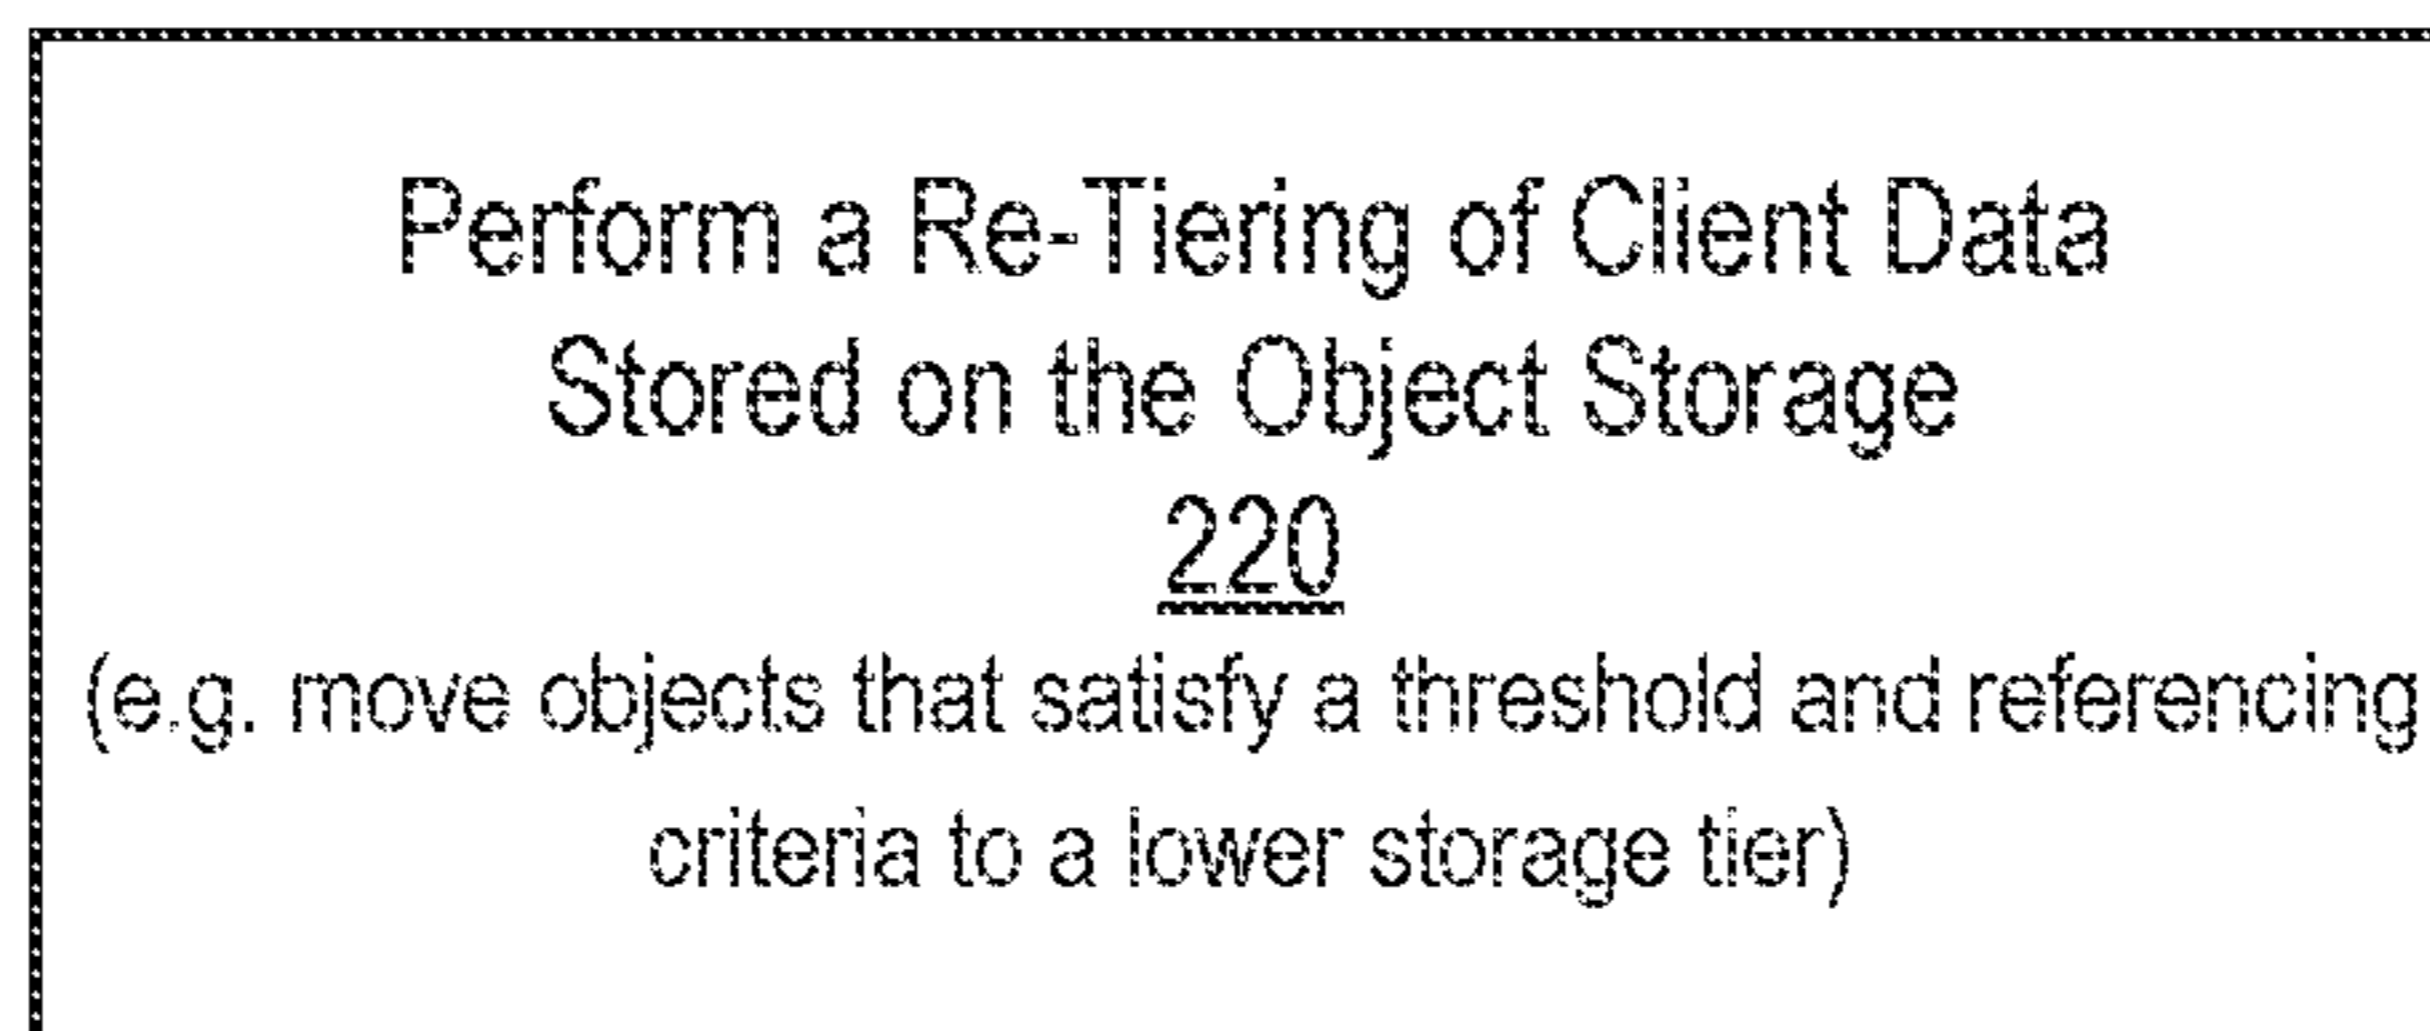 Perform a Re-Tiering of Client Data
Stored on the Object Storage
220
(e.g. move objects that satisfy a threshold and referencing
criteria to a lower storage tier)